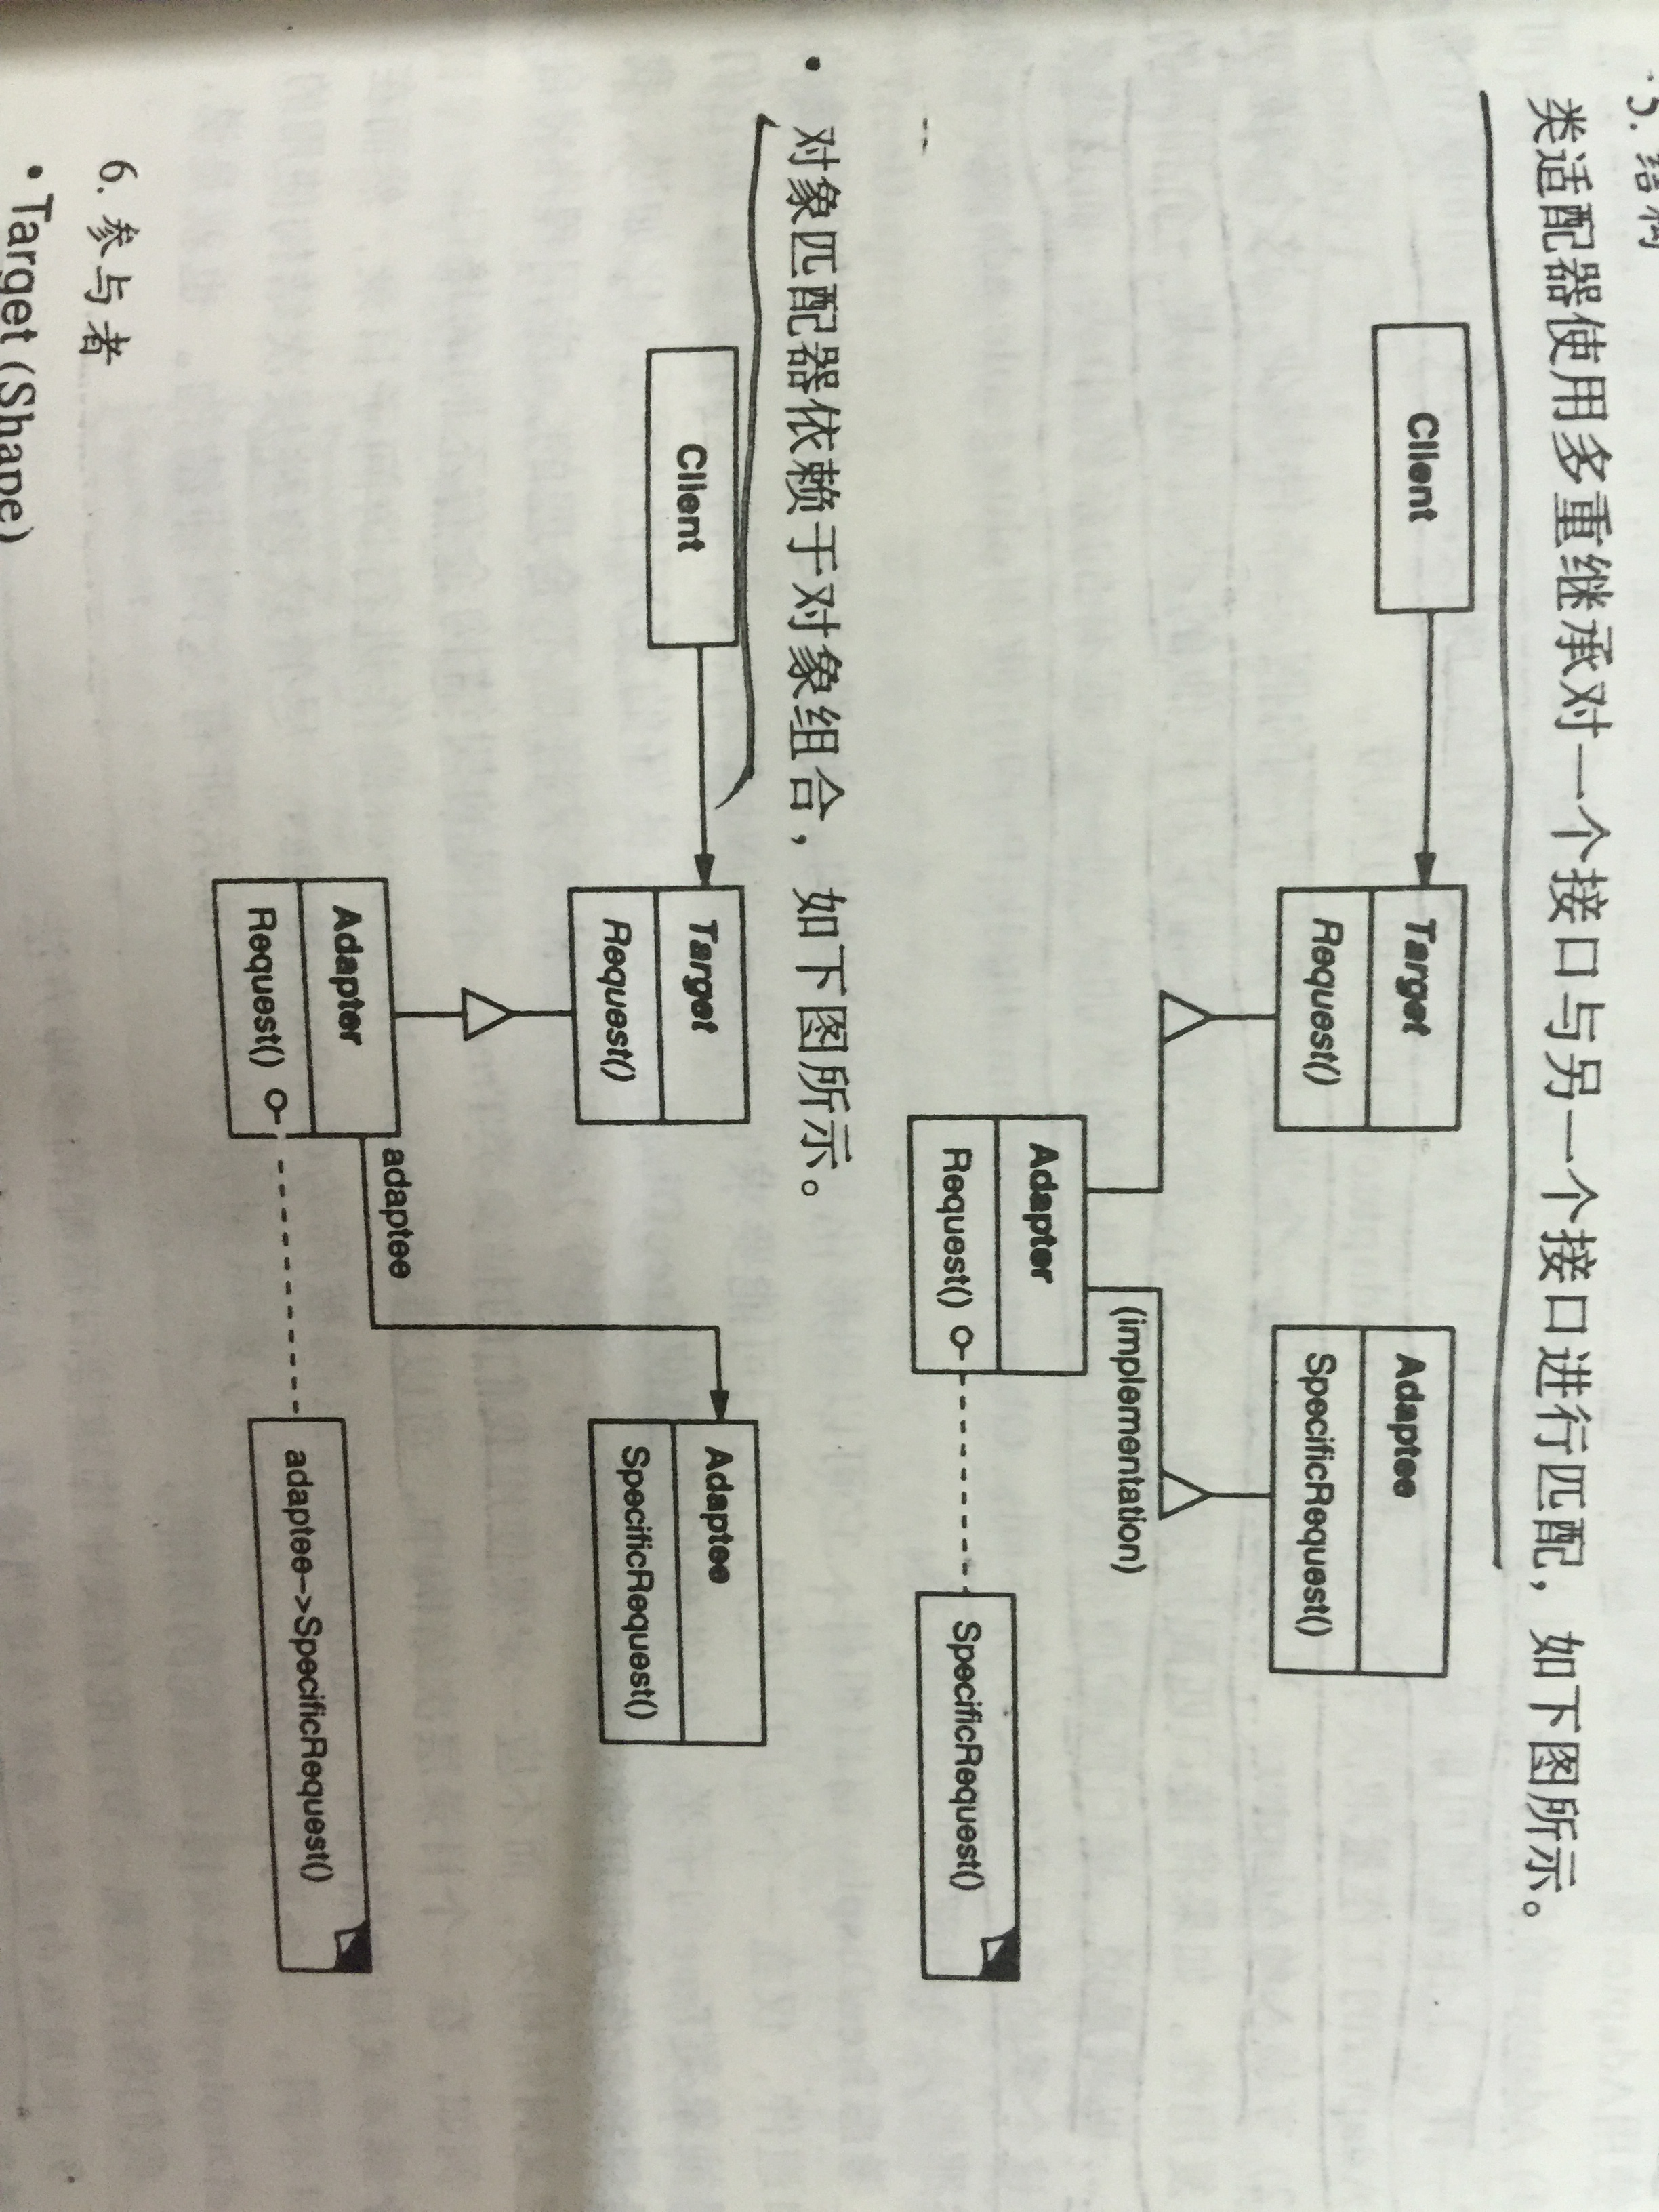 5. 结构
类适配器使用多重继承对一个接口与另一个接口进行匹配，如下图所示。
Client
Target
Request()
Adaptee
SpecificRequest()
(implementation)
Adapter
Request()
SpecificRequest()
对象匹配器依赖于对象组合，如下图所示。
Client
Target
Request()
Adaptee
SpecificRequest()
adaptee
Adapter
Request()
adaptee->SpecificRequest()
6. 参与者
• Target (Shape)